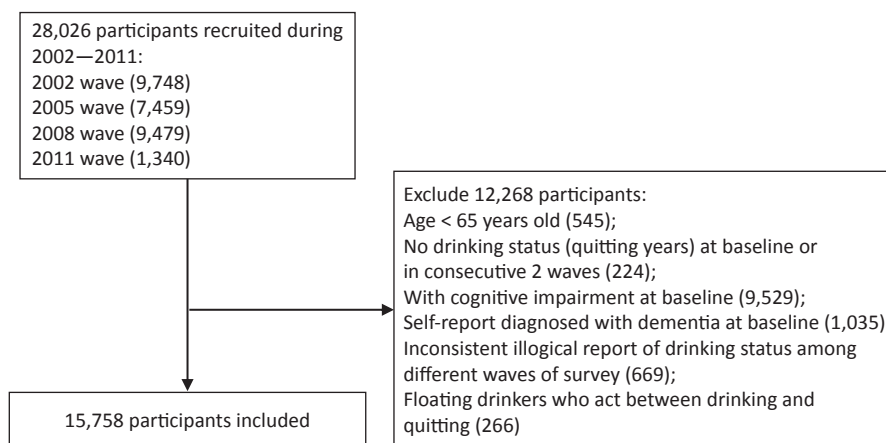 28,026 participants recruited during
2002—2011:
2002 wave (9,748)
2005 wave (7,459)
2008 wave (9,479)
2011 wave (1,340)
Exclude 12,268 participants:
Age < 65 years old (545);
No drinking status (quitting years) at baseline or
in consecutive 2 waves (224);
With cognitive impairment at baseline (9,529);
Self-report diagnosed with dementia at baseline (1,035)
Inconsistent illogical report of drinking status among
different waves of survey (669);
Floating drinkers who act between drinking and
quitting (266)
15,758 participants included